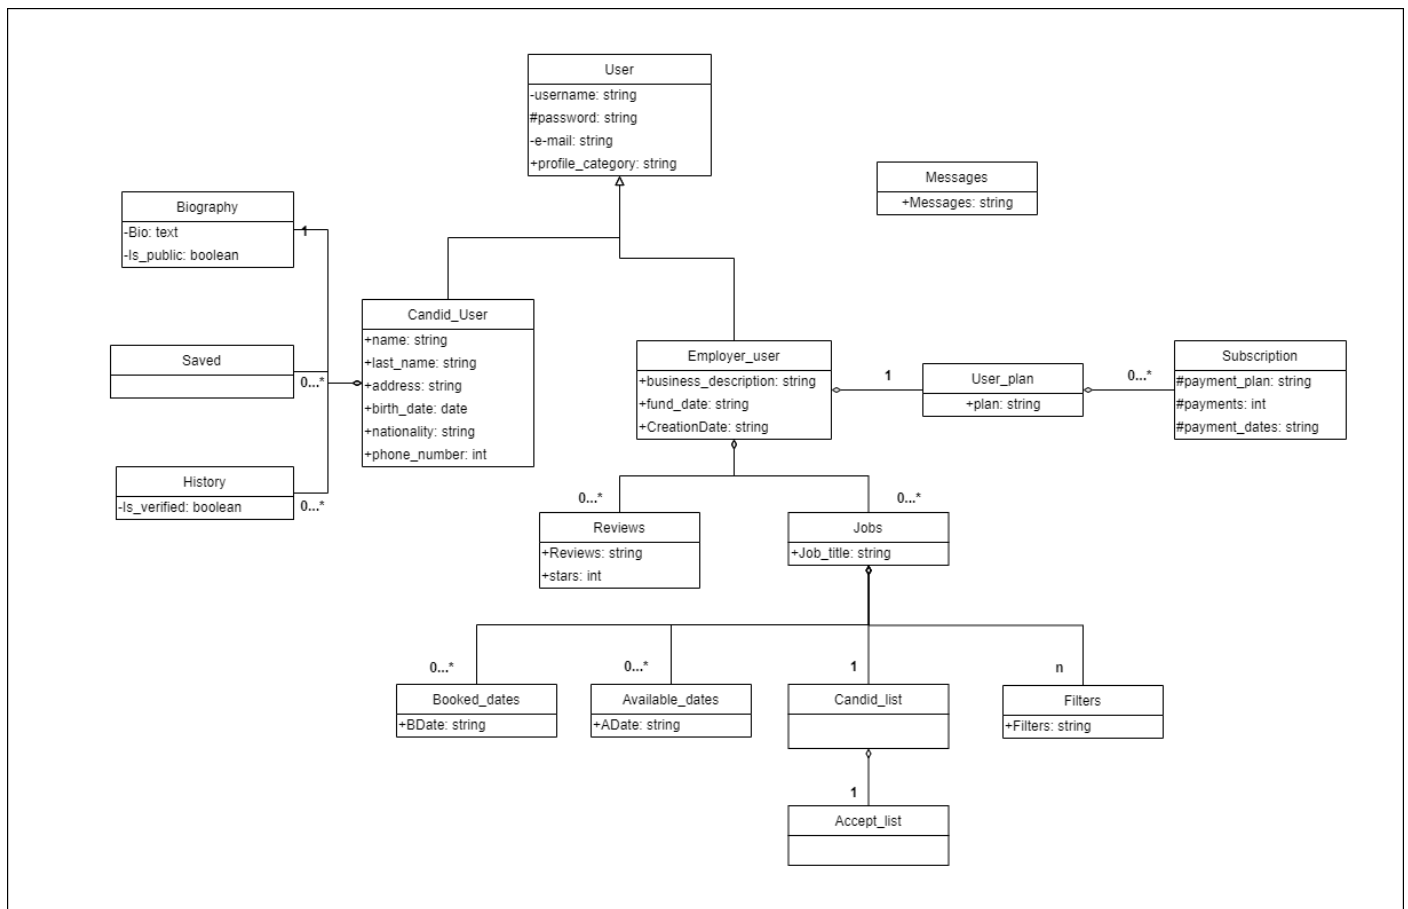 User
-username: string
#password: string
-e-mail: string
+profile_category: string
Messages
+Messages: string
Biography
-Bio: text
-Is_public: boolean
1
Saved
0...*
History
-Is_verified: boolean
0...*
Candid_User
+name: string
+last_name: string
+address: string
+birth_date: date
+nationality: string
+phone_number: int
Employer_user
+business_description: string
+fund_date: string
+CreationDate: string
1
User_plan
+plan: string
0...*
Subscription
#payment_plan: string
#payments: int
#payment_dates: string
0...*
0...*
Reviews
+Reviews: string
+stars: int
Jobs
+Job_title: string
0...*
0...*
1
n
Booked_dates
+BDate: string
Available_dates
+ADate: string
Candid_list
Filters
+Filters: string
1
Accept_list